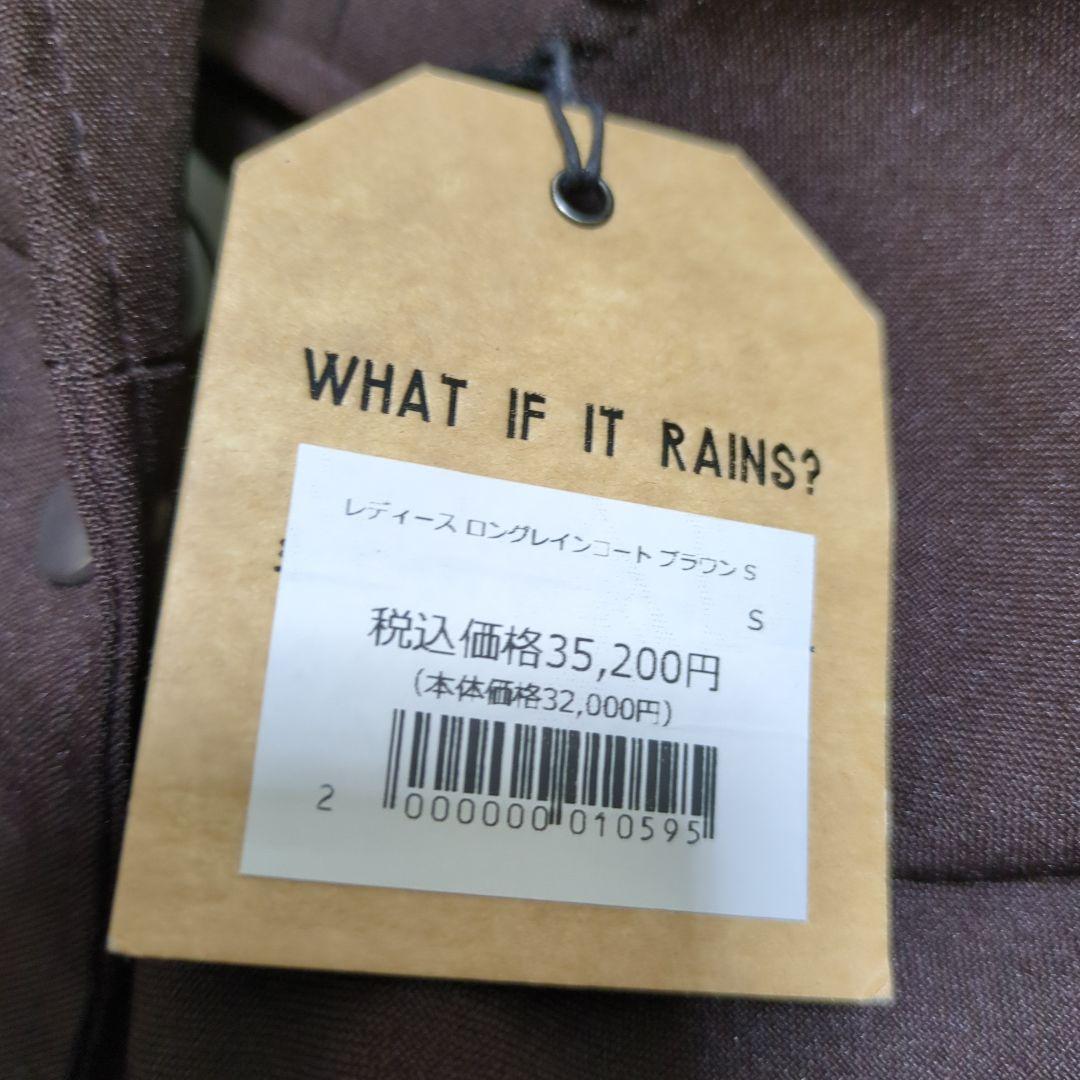 WHAT IF IT RAINS?
レディース ロングレインコート ブラウン S
S
税込価格35,200円
(本体価格32,000円)
2 000000 010595